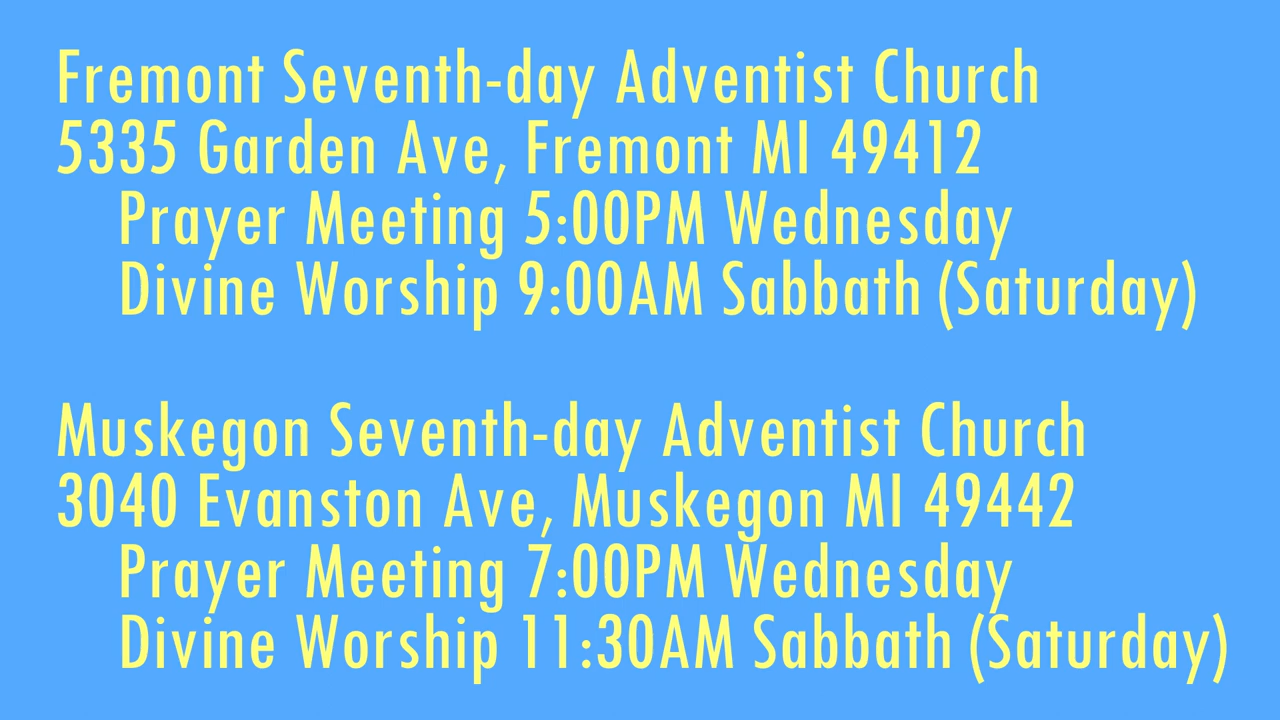 Fremont Seventh-day Adventist Church
5335 Garden Ave, Fremont MI 49412
Prayer Meeting 5:00PM Wednesday
Divine Worship 9:00AM Sabbath (Saturday)
Muskegon Seventh-day Adventist Church
3040 Evanston Ave, Muskegon MI 49442
Prayer Meeting 7:00PM Wednesday
Divine Worship 11:30AM Sabbath (Saturday)